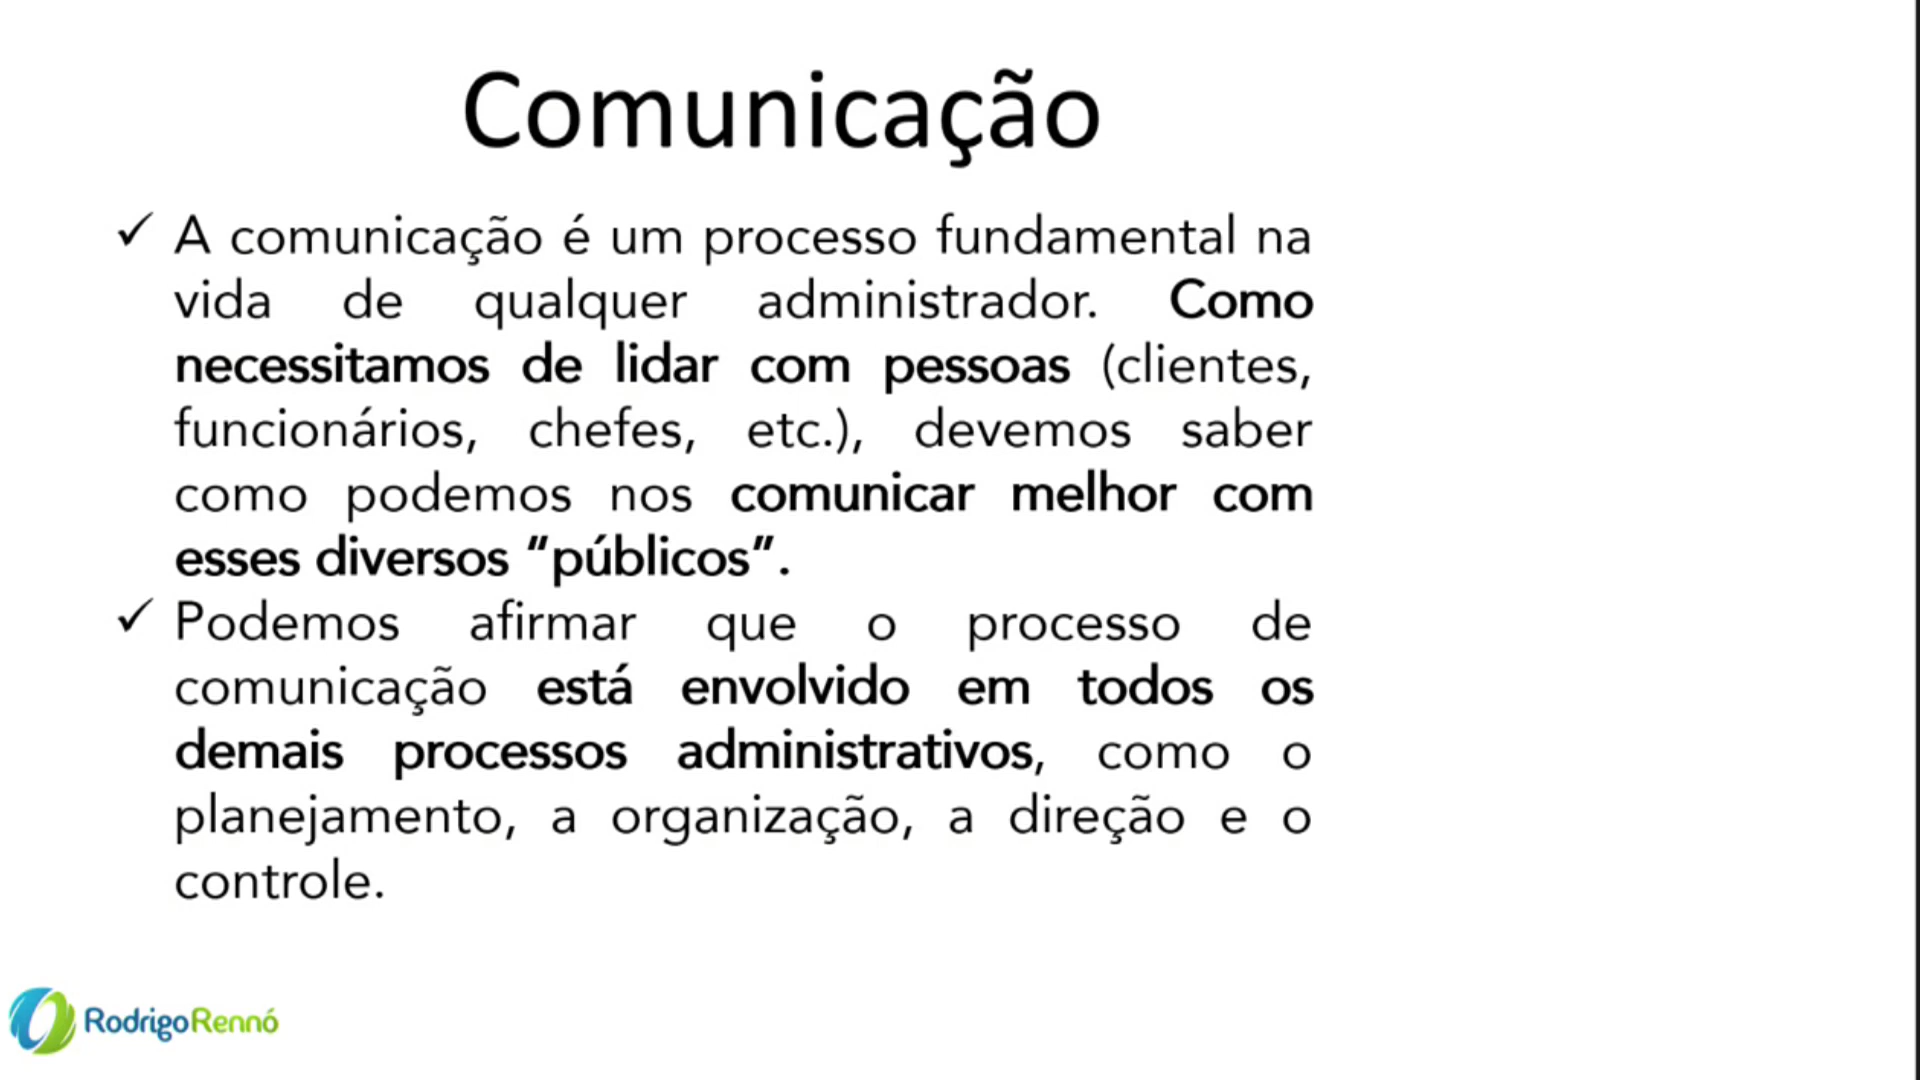 Comunicação
✓ A comunicação é um processo fundamental na
vida de qualquer administrador. Como
necessitamos de lidar com pessoas (clientes,
funcionários, chefes, etc.), devemos saber
como podemos nos comunicar melhor com
esses diversos “públicos”.
✓ Podemos afirmar que o processo de
comunicação está envolvido em todos os
demais processos administrativos, como o
planejamento, a organização, a direção e o
controle.
RodrigoRennó